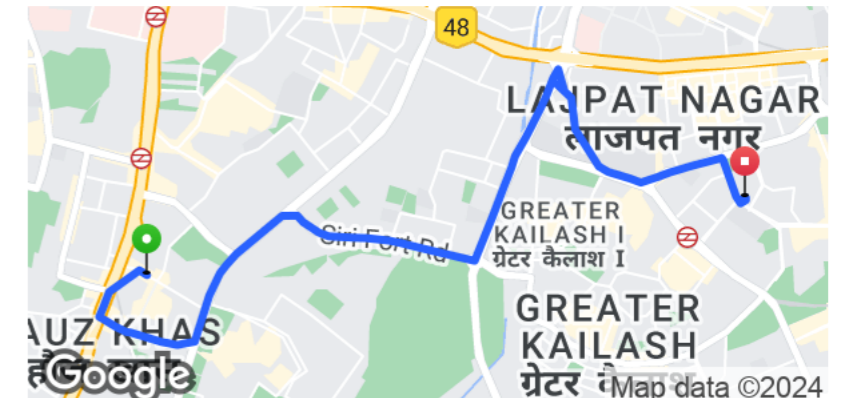 48
LAJPAT NAGAR
लाजपत नगर
Siri Fort Rd
GREATER
KAILASH I
ग्रेटर कैलाश I
GREATER
KAILASH
ग्रेटर कैलाश
AUZ KHAS
Google
Map data ©2024